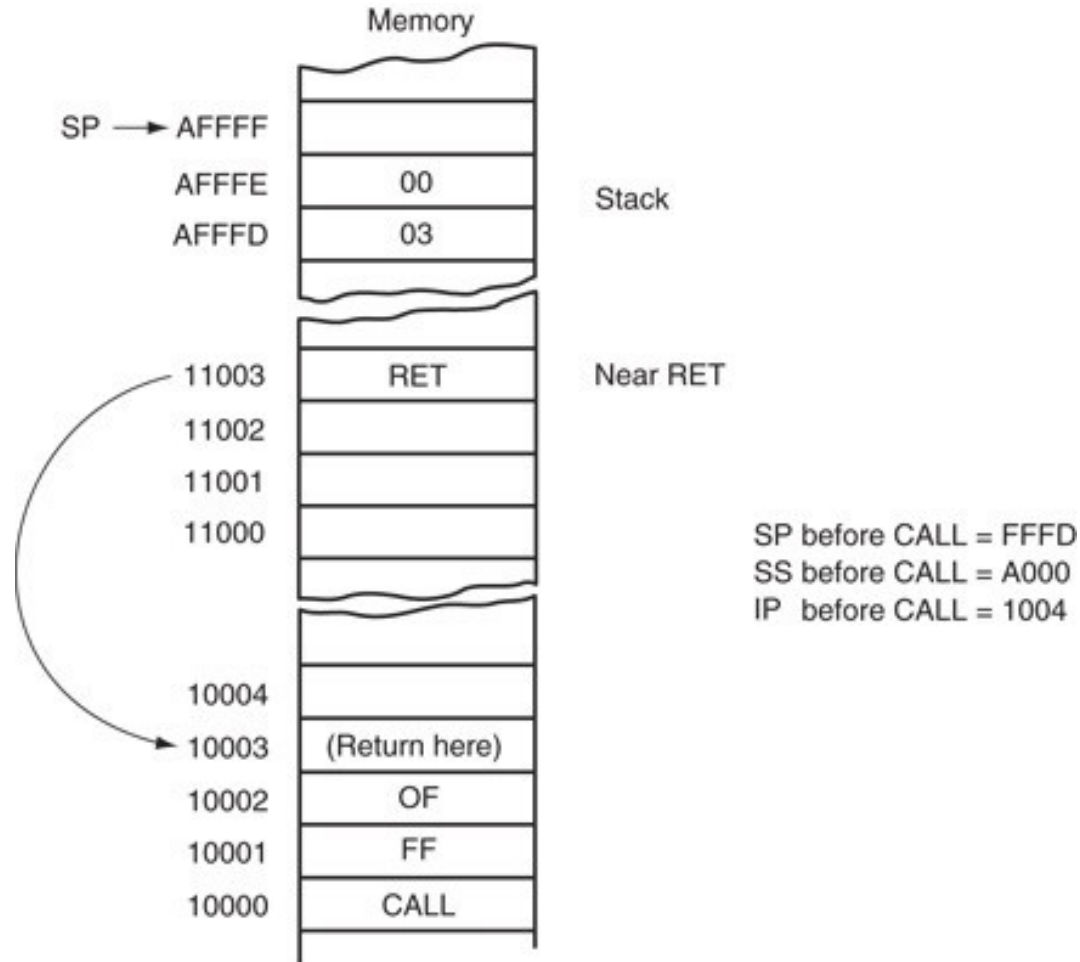 Memory
SP AFFFF
AFFFE 00
Stack
AFFFD 03
11003 RET Near RET
11002
11001
11000
SP before CALL = FFFD
SS before CALL = A000
IP before CALL = 1004
10004
10003 (Return here)
10002 OF
10001 FF
10000 CALL